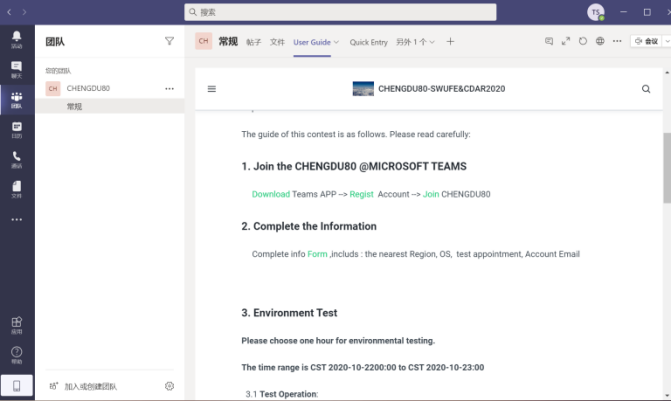 搜索
TS
活动
聊天
团队
日历
通话
文件
应用
帮助
团队
您的团队
CH CHENGDU80
常规
加入或创建团队
CH 常规 帖子 文件 User Guide Quick Entry 另外 1 个 会议
CHENGDU80-SWUFE&CDAR2020
The guide of this contest is as follows. Please read carefully:
1. Join the CHENGDU80 @MICROSOFT TEAMS
Download Teams APP --> Regist Account --> Join CHENGDU80
2. Complete the Information
Complete info Form ,includs : the nearest Region, OS, test appointment, Account Email
3. Environment Test
Please choose one hour for environmental testing.
The time range is CST 2020-10-2200:00 to CST 2020-10-23:00
3.1 Test Operation: